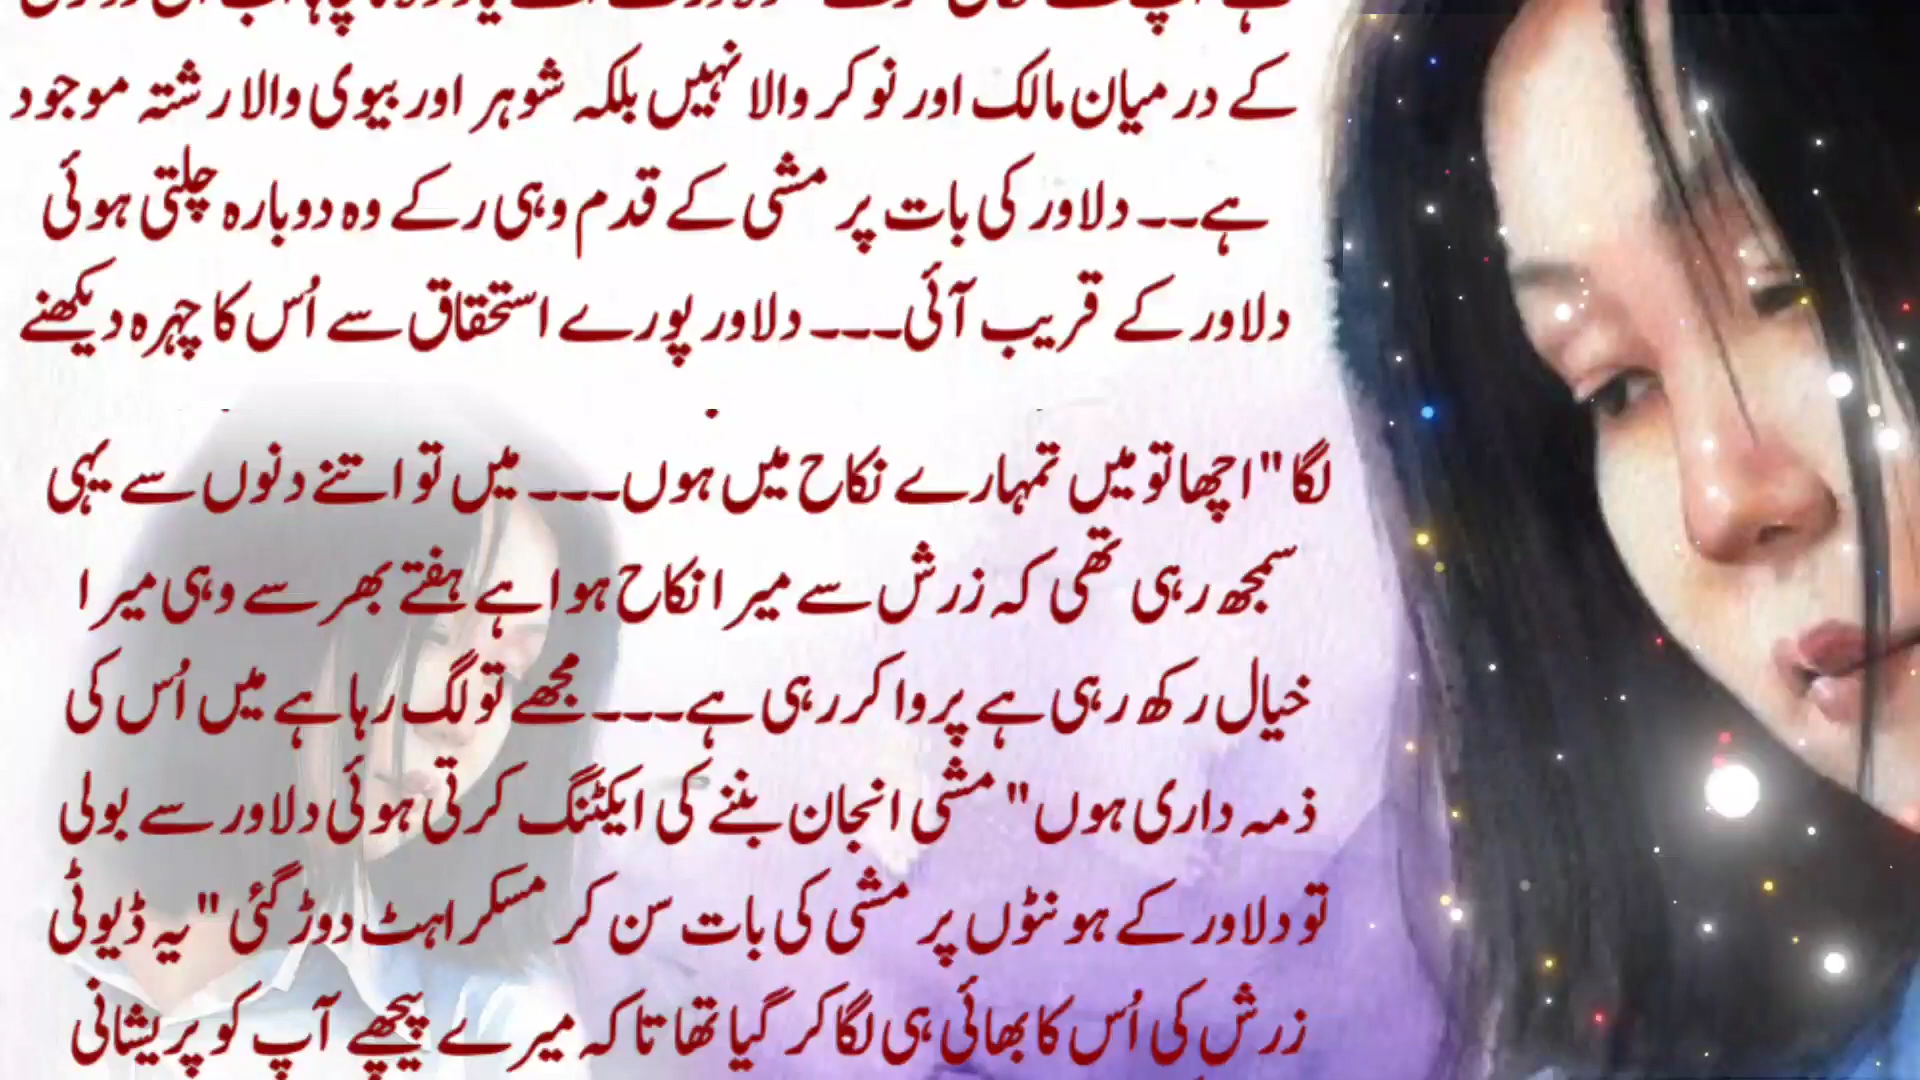 کے درمیان مالک اور نوکر والا نہیں بلکہ شوہر اور بیوی والا رشتہ موجود
ہے۔۔ دلاور کی بات پر مشی کے قدم وہی رکے وہ دوبارہ چلتی ہوئی
دلاور کے قریب آئی۔۔۔ دلاور پورے استحقاق سے اُس کا چہرہ دیکھنے
لگا "اچھا تو میں تمہارے نکاح میں ہوں۔۔۔ میں تو اتنے دنوں سے یہی
سمجھ رہی تھی کہ زرش سے میرا نکاح ہوا ہے ہفتے بھر سے وہی میرا
خیال رکھ رہی ہے پروا کر رہی ہے۔۔۔ مجھے تو لگ رہا ہے میں اُس کی
ذمہ داری ہوں" مشی انجان بننے کی ایکٹنگ کرتی ہوئی دلاور سے بولی
تو دلاور کے ہونٹوں پر مشی کی بات سن کر مسکراہٹ دوڑ گئی "یہ ڈیوٹی
زرش کی اُس کا بھائی ہی لگا کر گیا تھا تاکہ میرے پیچھے آپ کو پریشانی